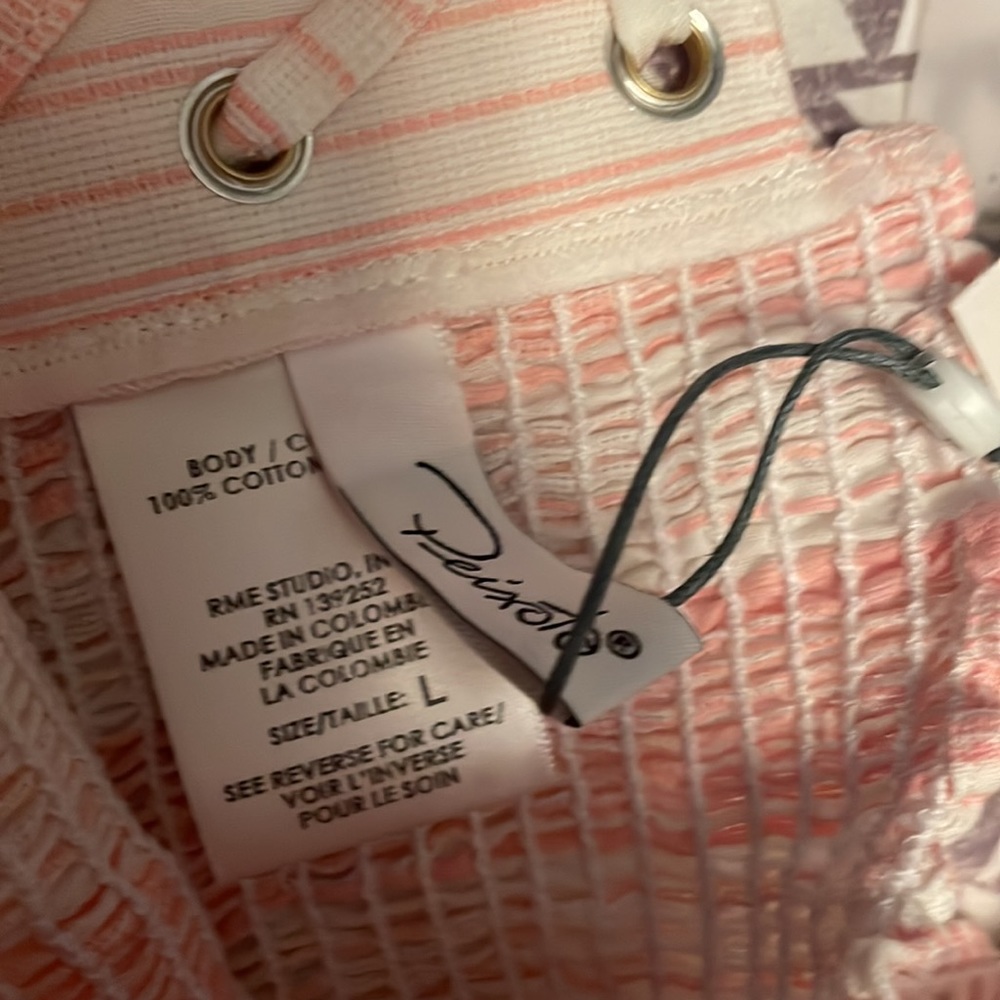 BODY / C
100% COTTON
RME STUDIO, IN
RN 139252
MADE IN COLOMB
FABRIQUE EN
LA COLOMBIE
SIZE/TAILLE: L
SEE REVERSE FOR CARE/
VOIR L'INVERSE
POUR LE SOIN
Peixoto ®